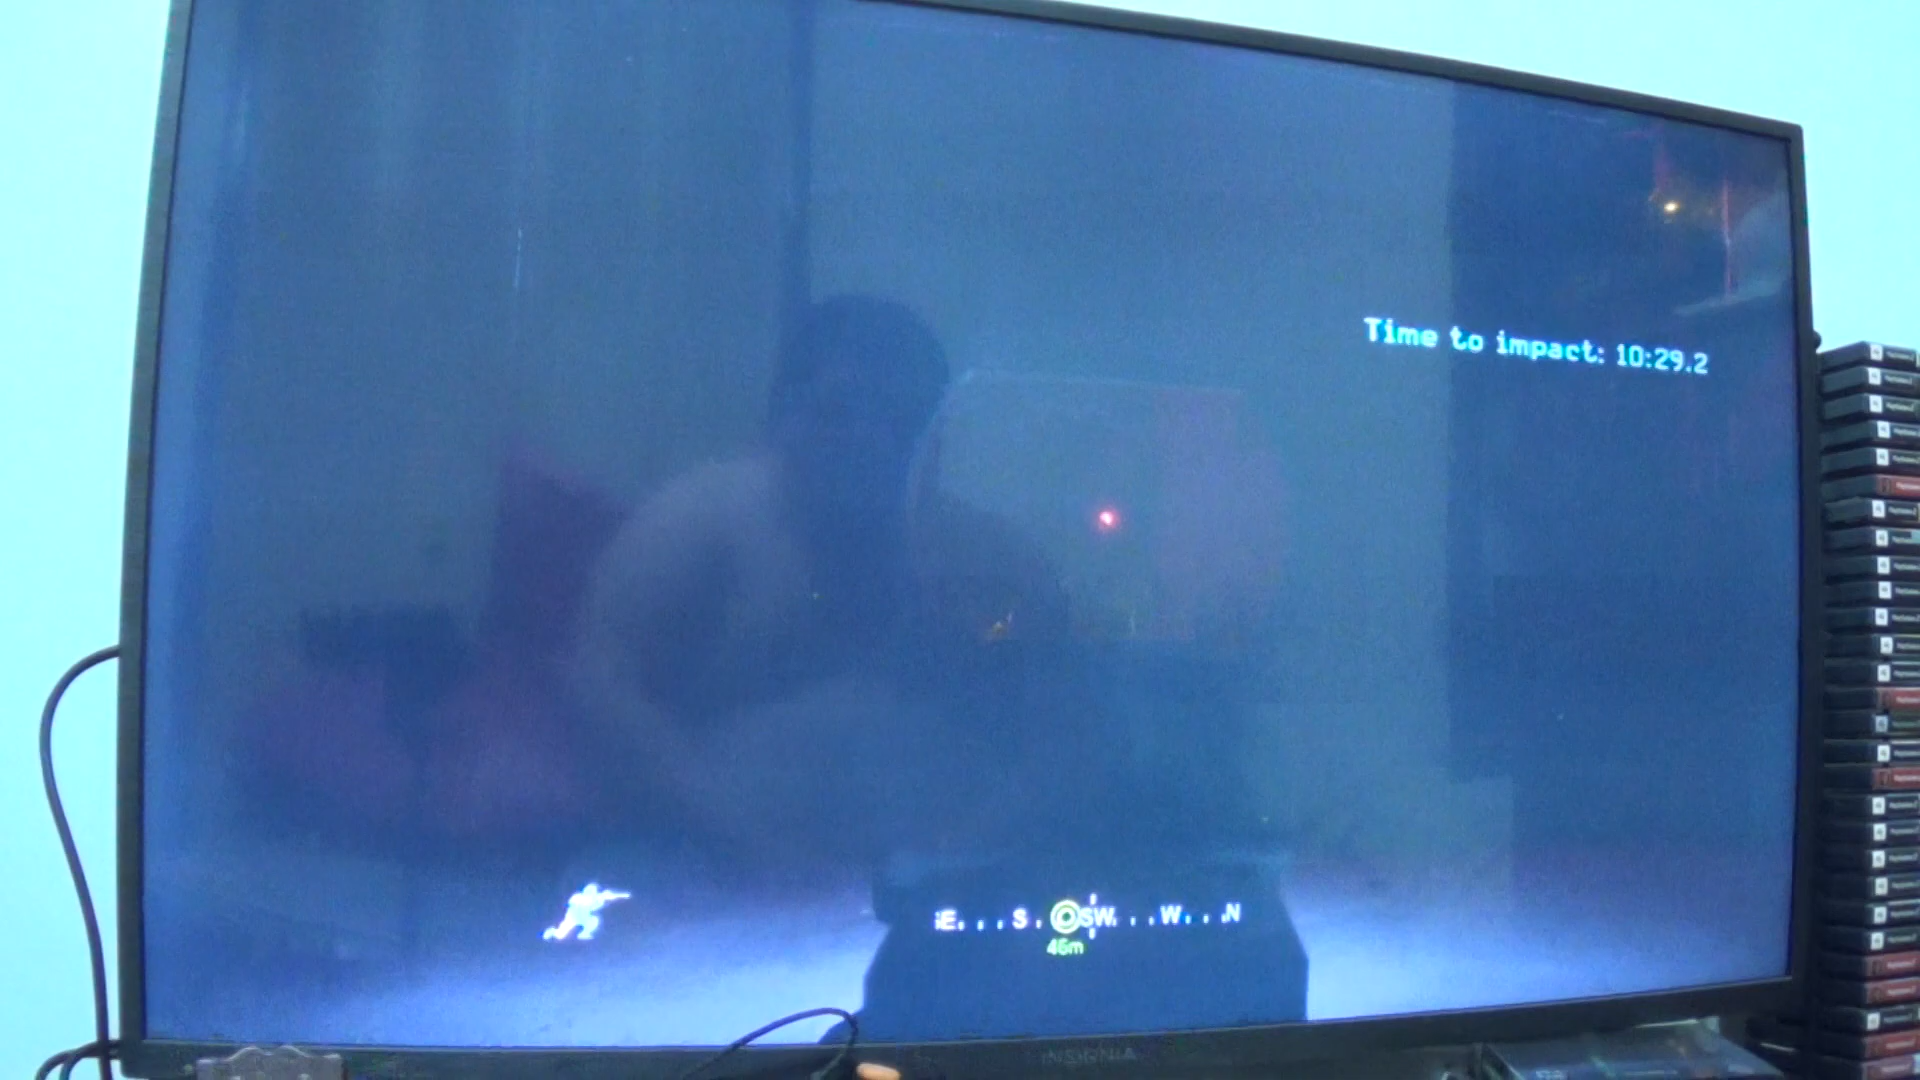 Time to impact: 10:29.2
E. . . S . SW. . . W. . .N
46m
INSIGNIA